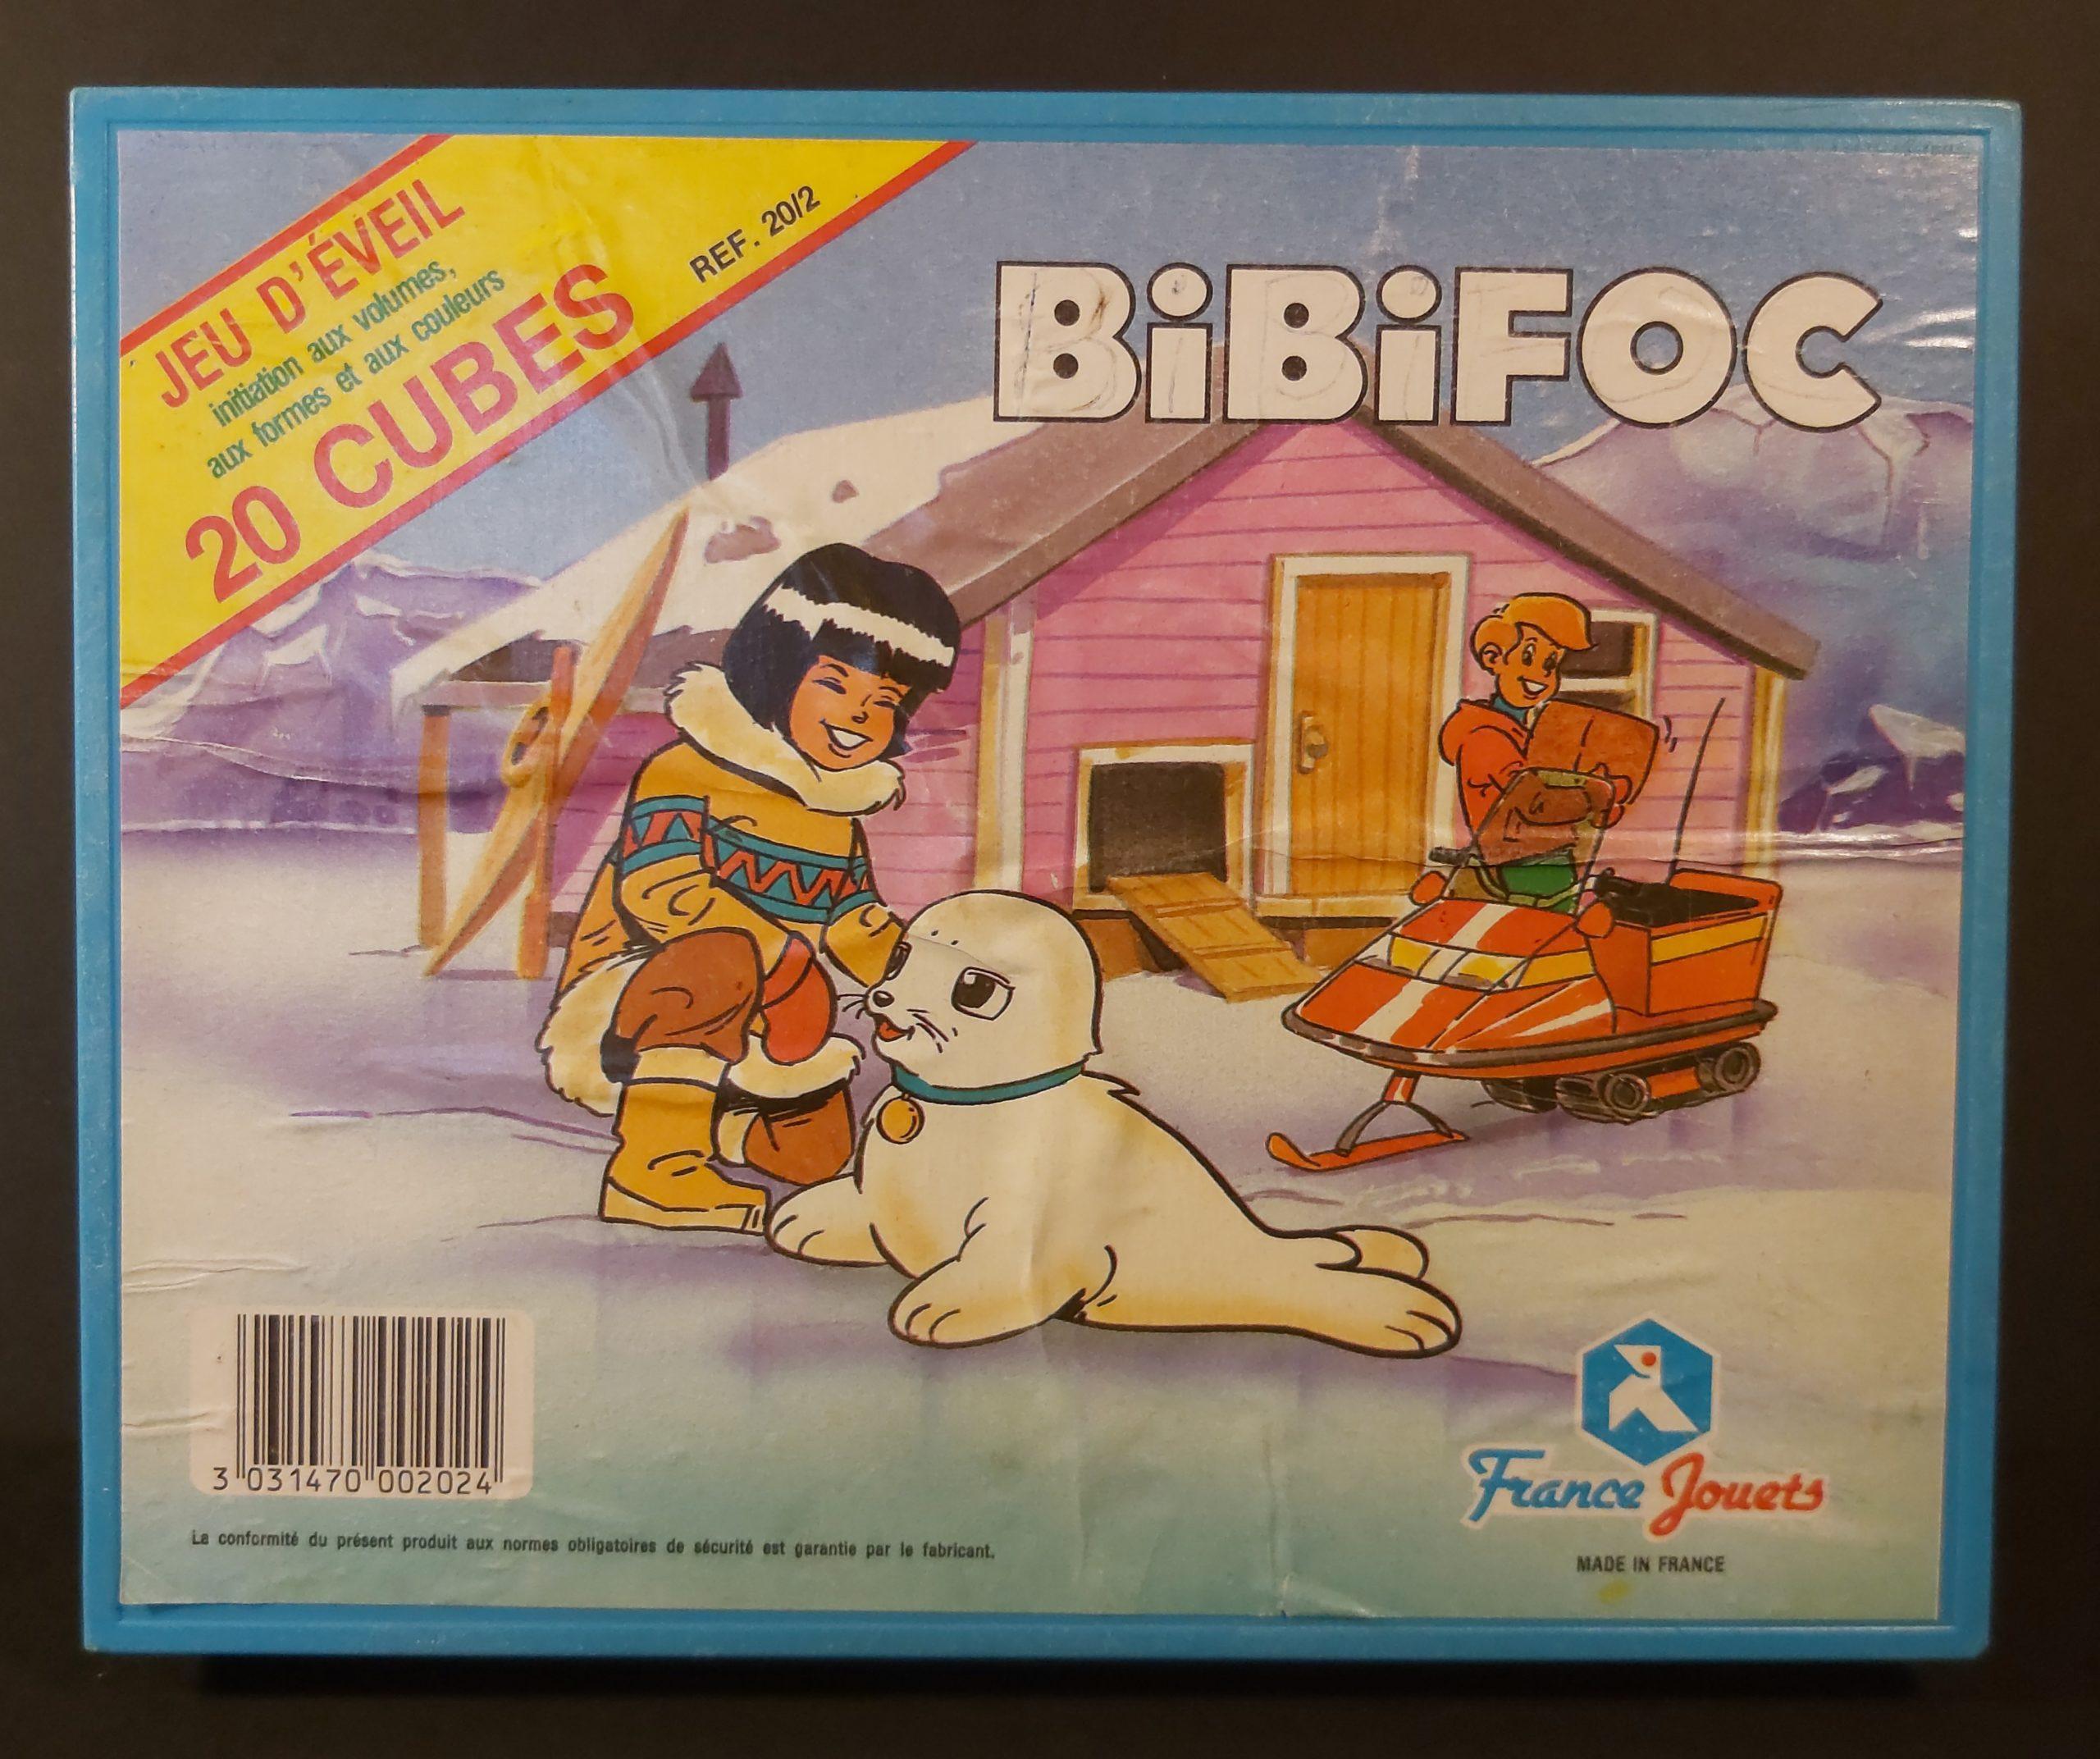 JEU D'ÉVEIL
initiation aux volumes,
aux formes et aux couleurs
20 CUBES
REF. 20/2
BiBiFOC
3 031470 002024
France Jouets
La conformité du présent produit aux normes obligatoires de sécurité est garantie par le fabricant.
MADE IN FRANCE